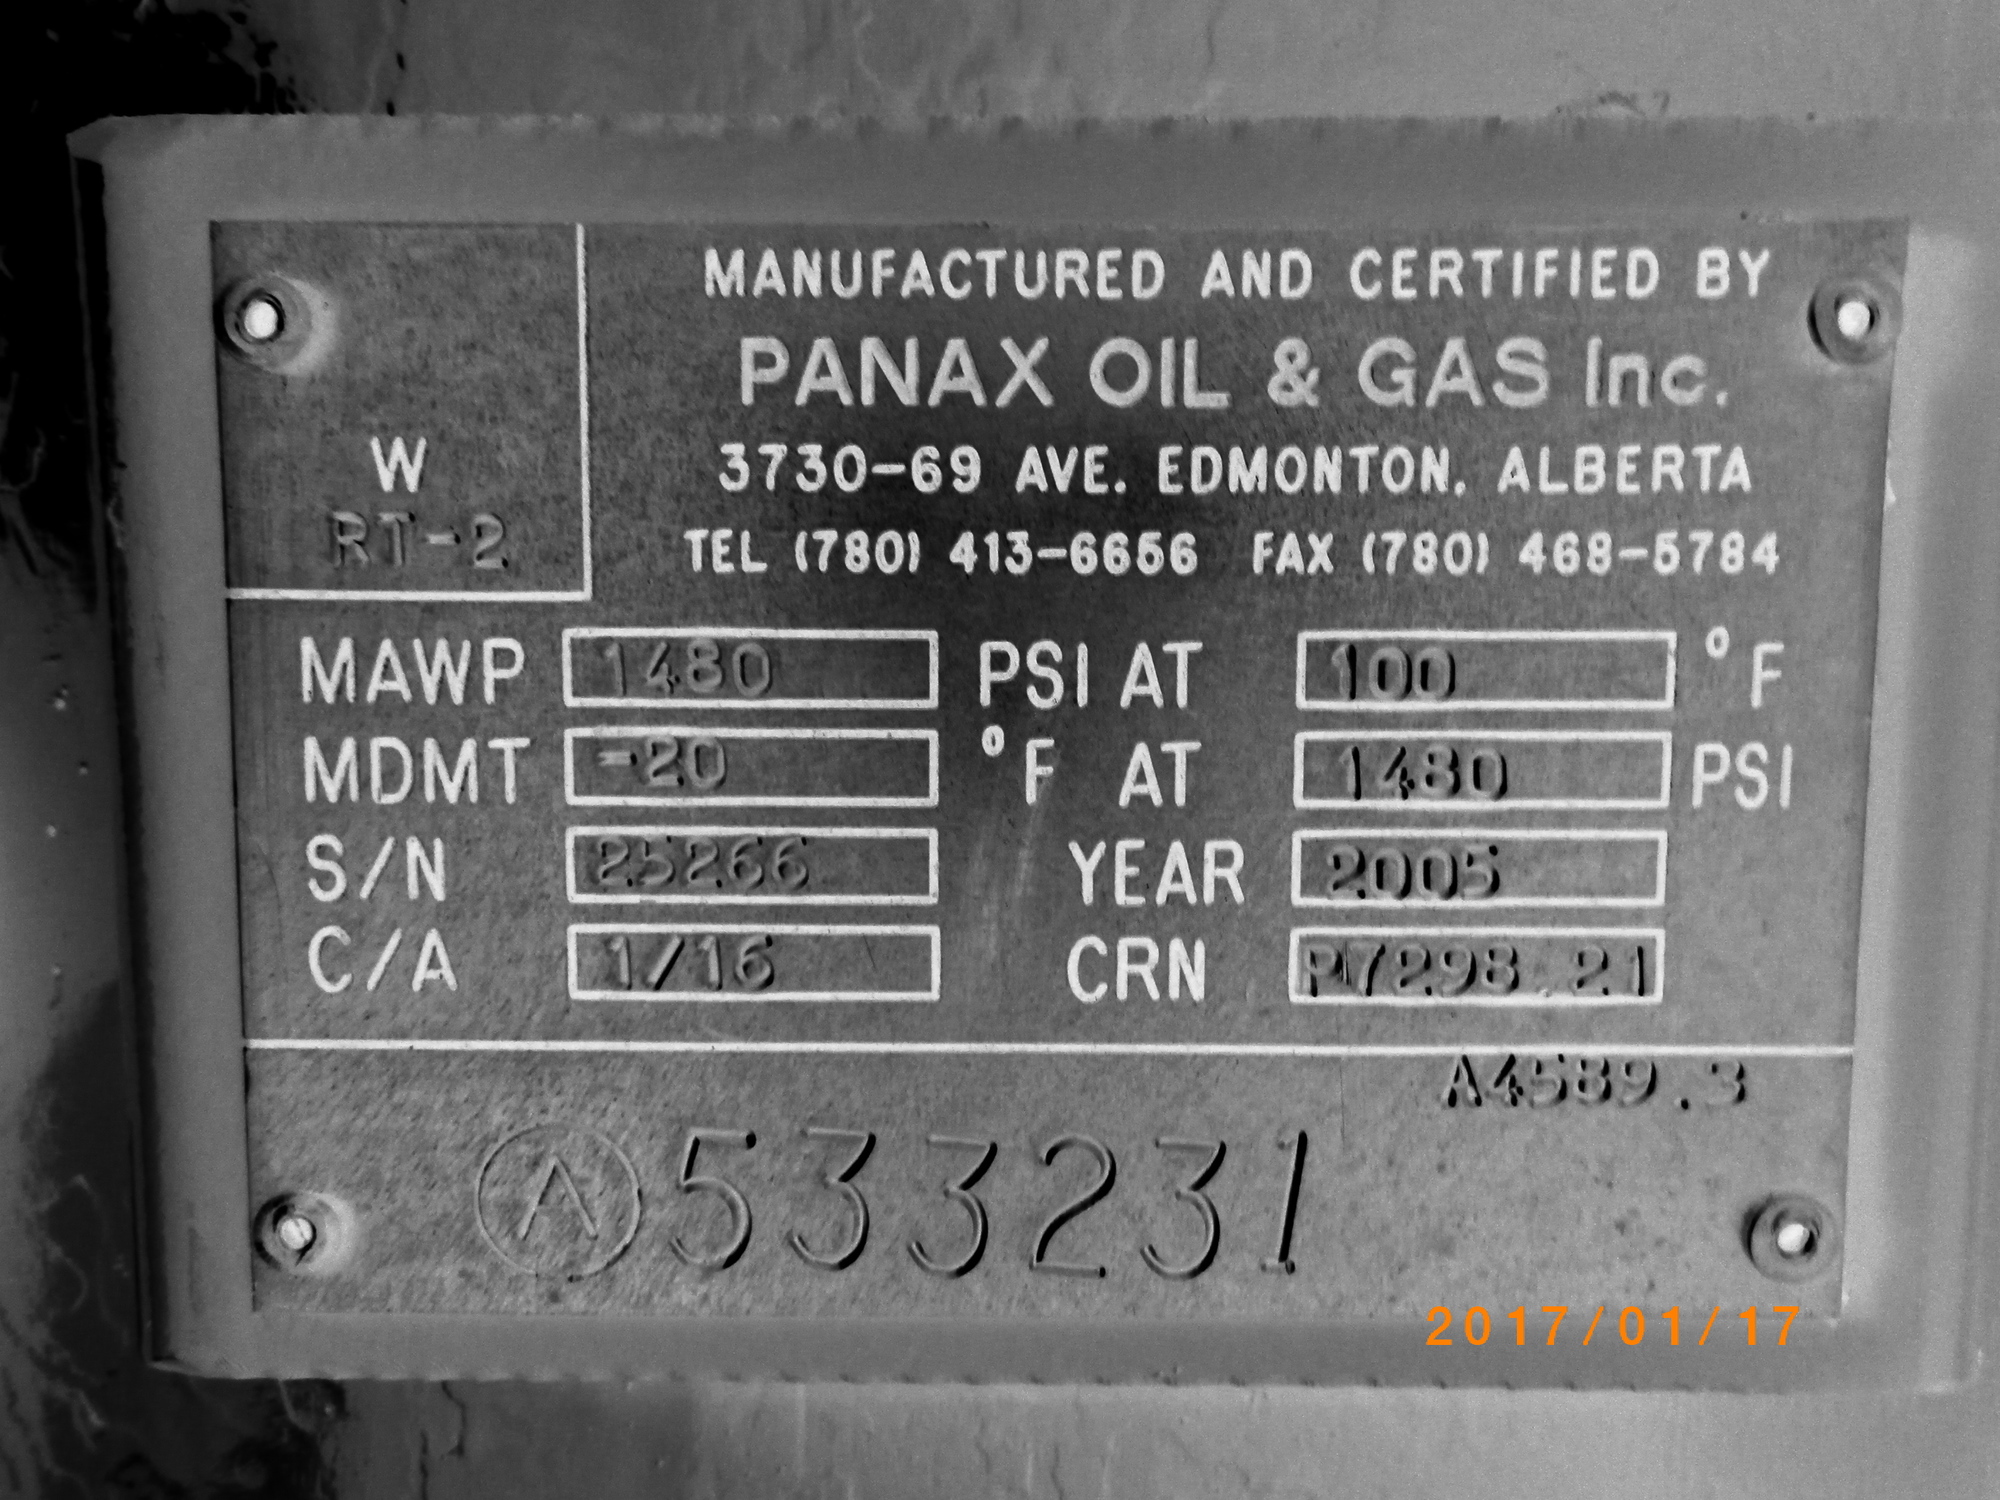 MANUFACTURED AND CERTIFIED BY
PANAX OIL & GAS Inc.
3730-69 AVE. EDMONTON, ALBERTA
TEL (780) 413-6656 FAX (780) 468-5784
W
RT-2
MAWP 1480 PSI AT 100 °F
MDMT -20 °F AT 1480 PSI
S/N 25266 YEAR 2005
C/A 1/16 CRN P7298.21
A4589.3
A 533231
2017/01/17